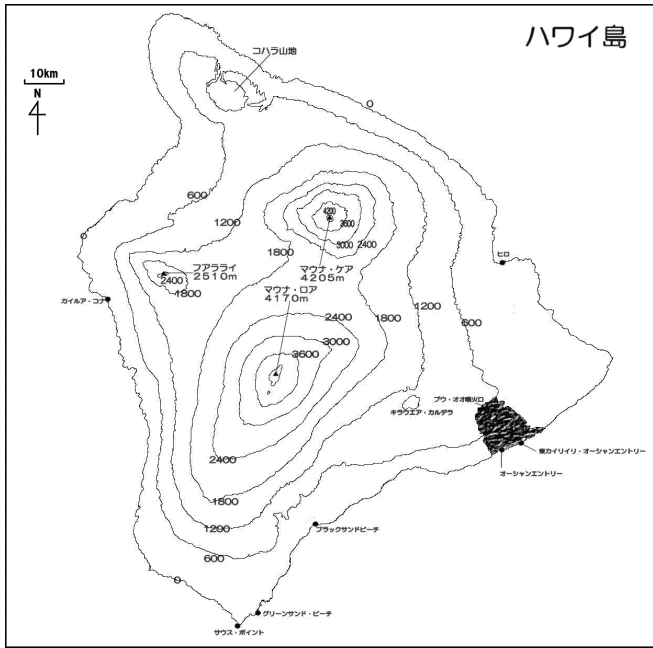 ハワイ島
コハラ山地
10km
N
0
600
1200
4200
3600
3000
2400
1800
マウナ・ケア
4205m
フアラライ
2510m
2400
1800
0
カイルア・コナ
ヒロ
マウナ・ロア
4170m
2400
3000
3600
1800
1200
600
プウ・オオ噴火口
キラウエア・カルデラ
東カイリイリ・オーシャンエントリー
オーシャンエントリー
2400
1800
1200
600
0
ブラックサンドビーチ
グリーンサンド・ビーチ
サウス・ポイント